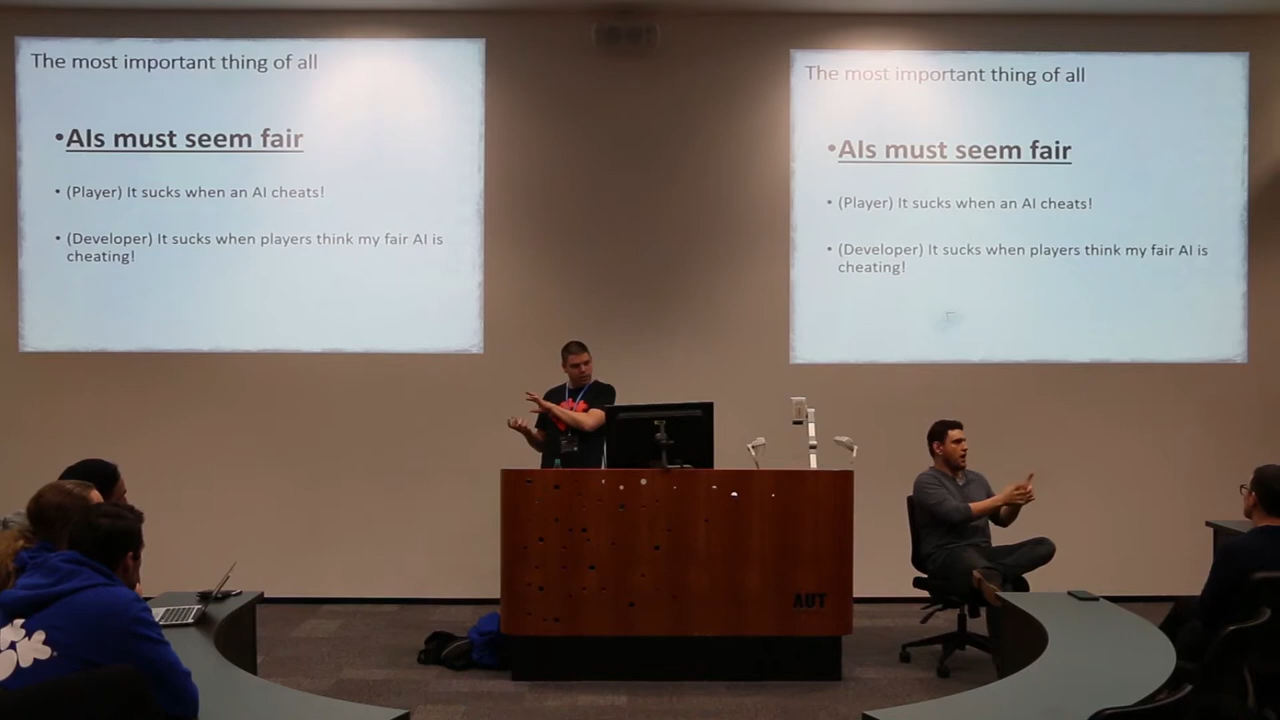 The most important thing of all
•AIs must seem fair
• (Player) It sucks when an AI cheats!
• (Developer) It sucks when players think my fair AI is
cheating!
The most important thing of all
•AIs must seem fair
• (Player) It sucks when an AI cheats!
• (Developer) It sucks when players think my fair AI is
cheating!
AUT